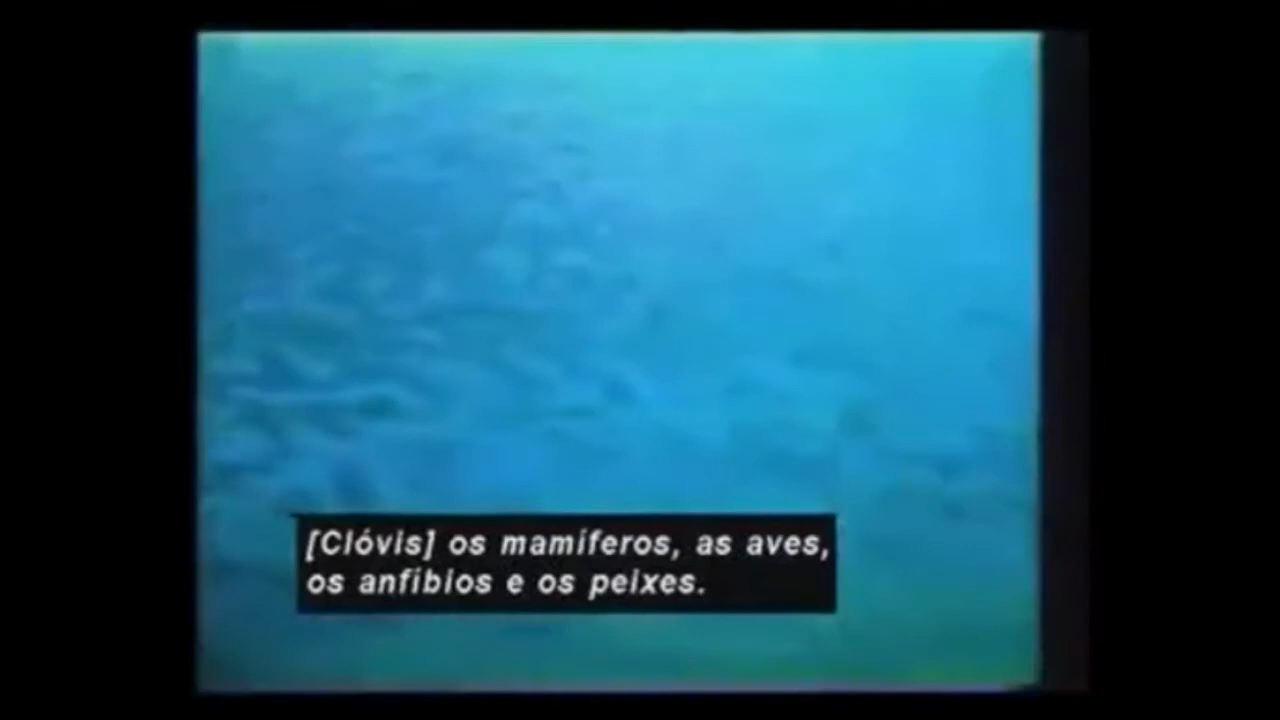 [Clóvis] os mamíferos, as aves,
os anfíbios e os peixes.